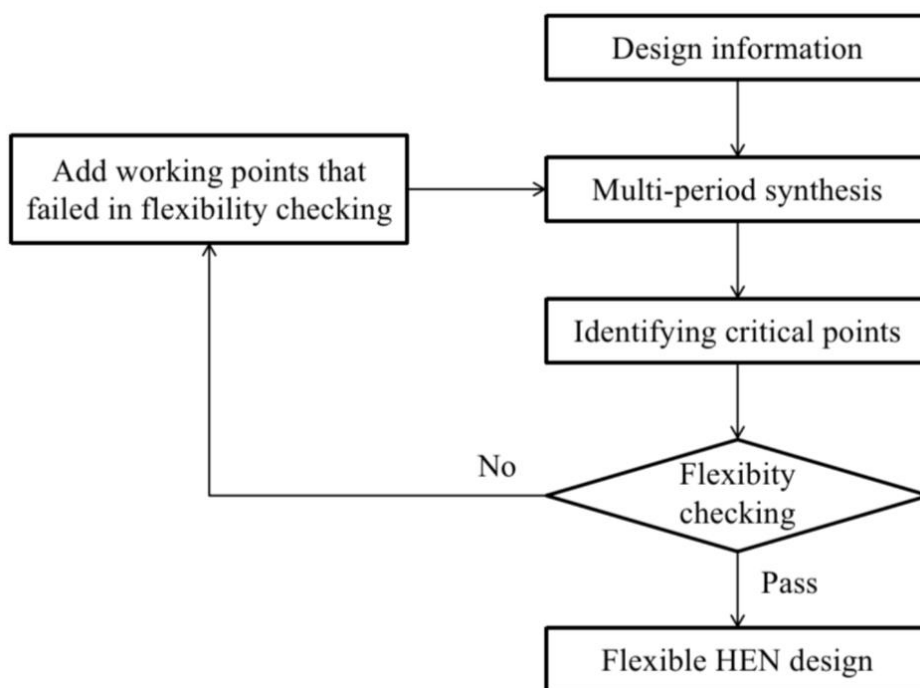 Design information
Add working points that
failed in flexibility checking
Multi-period synthesis
Identifying critical points
No
Flexibity
checking
Pass
Flexible HEN design